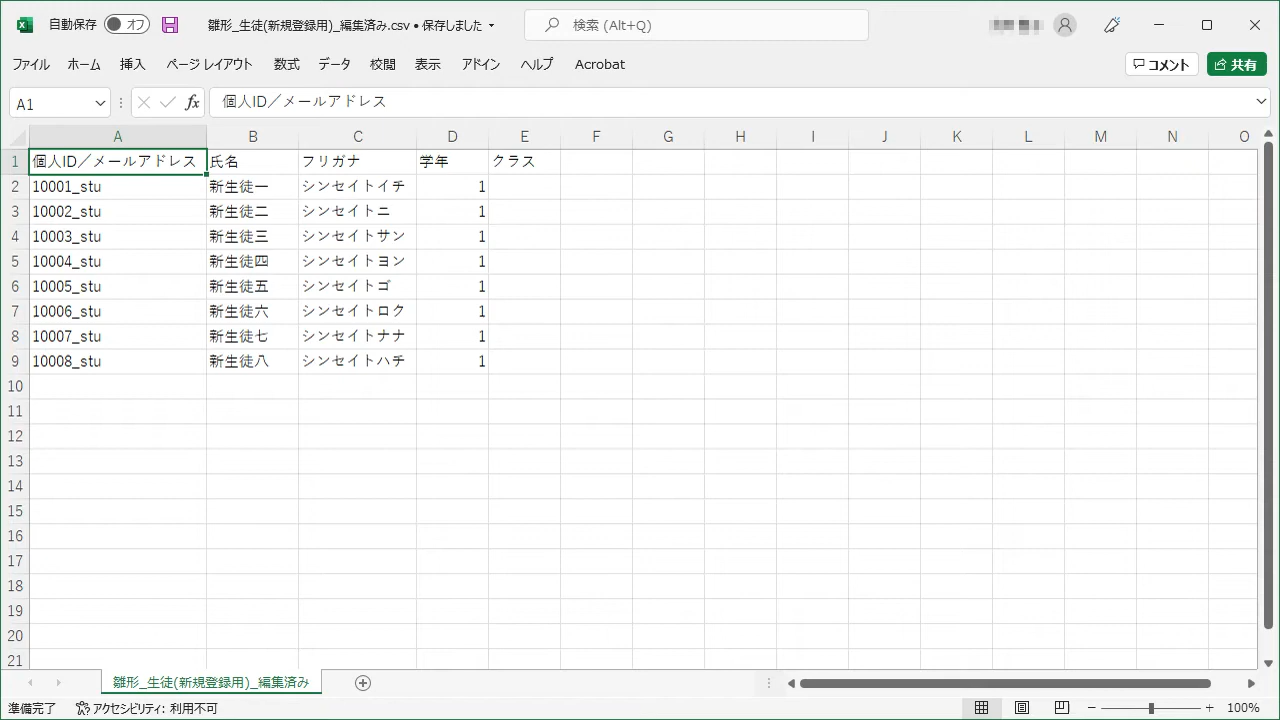 自動保存 オフ 雛形_生徒(新規登録用)_編集済み.csv • 保存しました 検索 (Alt+Q)
ファイル ホーム 挿入 ページ レイアウト 数式 データ 校閲 表示 アドイン ヘルプ Acrobat コメント 共有
A1 fx 個人ID／メールアドレス
A B C D E F G H I J K L M N O
1 個人ID／メールアドレス 氏名 フリガナ 学年 クラス
2 10001_stu 新生徒一 シンセイトイチ 1
3 10002_stu 新生徒二 シンセイトニ 1
4 10003_stu 新生徒三 シンセイトサン 1
5 10004_stu 新生徒四 シンセイトヨン 1
6 10005_stu 新生徒五 シンセイトゴ 1
7 10006_stu 新生徒六 シンセイトロク 1
8 10007_stu 新生徒七 シンセイトナナ 1
9 10008_stu 新生徒八 シンセイトハチ 1
10
11
12
13
14
15
16
17
18
19
20
21
雛形_生徒(新規登録用)_編集済み
準備完了 アクセシビリティ: 利用不可 100%